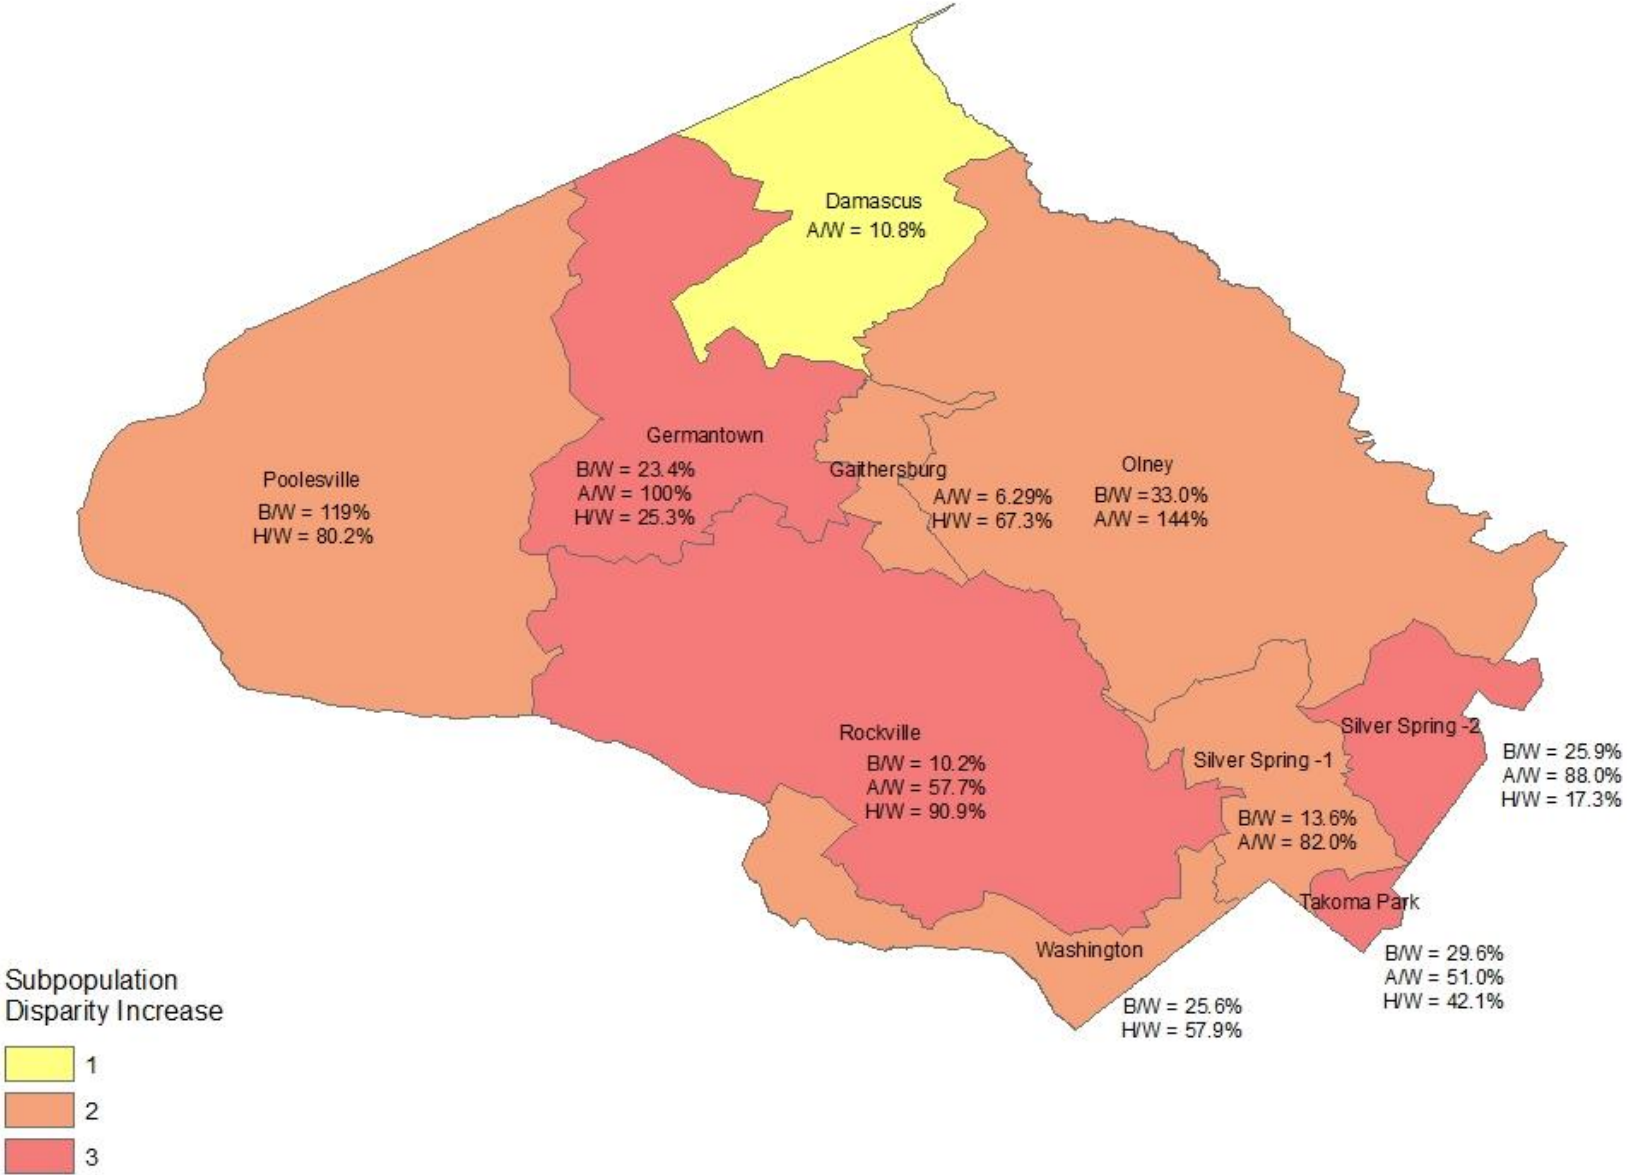 Damascus
A/W = 10.8%
Germantown
B/W = 23.4%
A/W = 100%
H/W = 25.3%
Poolesville
B/W = 119%
H/W = 80.2%
Gaithersburg
A/W = 6.29%
H/W = 67.3%
Olney
B/W =33.0%
A/W = 144%
Rockville
B/W = 10.2%
A/W = 57.7%
H/W = 90.9%
Silver Spring -1
B/W = 13.6%
A/W = 82.0%
Silver Spring -2
B/W = 25.9%
A/W = 88.0%
H/W = 17.3%
Takoma Park
B/W = 29.6%
A/W = 51.0%
H/W = 42.1%
Washington
B/W = 25.6%
H/W = 57.9%
Subpopulation
Disparity Increase
1
2
3